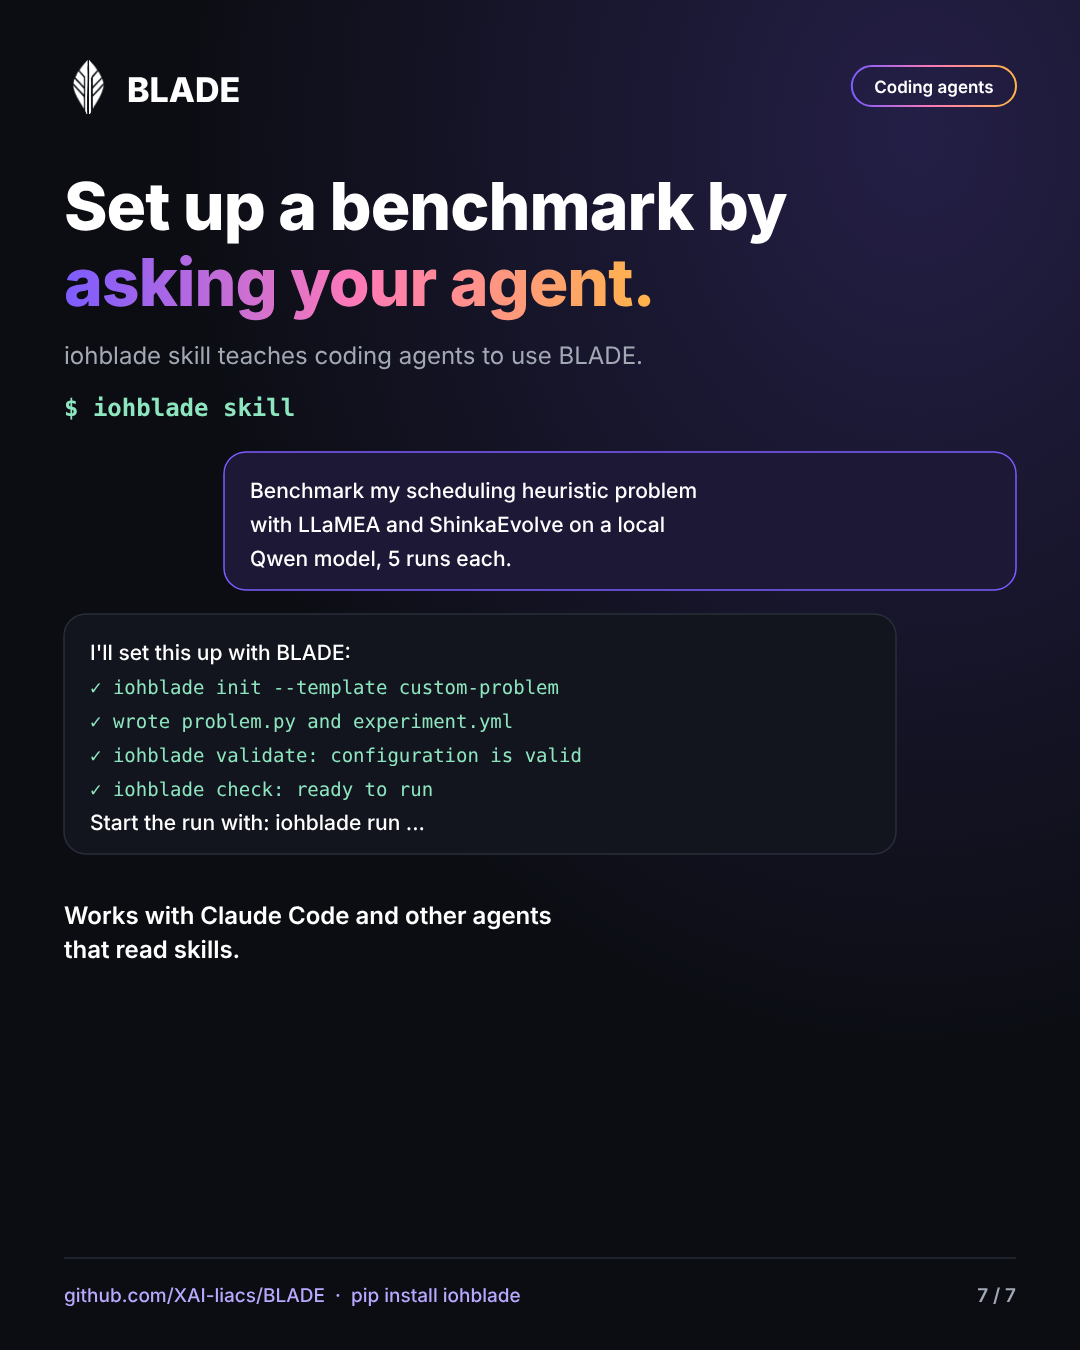 BLADE
Coding agents
Set up a benchmark by
asking your agent.
iohblade skill teaches coding agents to use BLADE.
$ iohblade skill
Benchmark my scheduling heuristic problem
with LLaMEA and ShinkaEvolve on a local
Qwen model, 5 runs each.
I'll set this up with BLADE:
✓ iohblade init --template custom-problem
✓ wrote problem.py and experiment.yml
✓ iohblade validate: configuration is valid
✓ iohblade check: ready to run
Start the run with: iohblade run ...
Works with Claude Code and other agents
that read skills.
github.com/XAI-liacs/BLADE · pip install iohblade
7 / 7